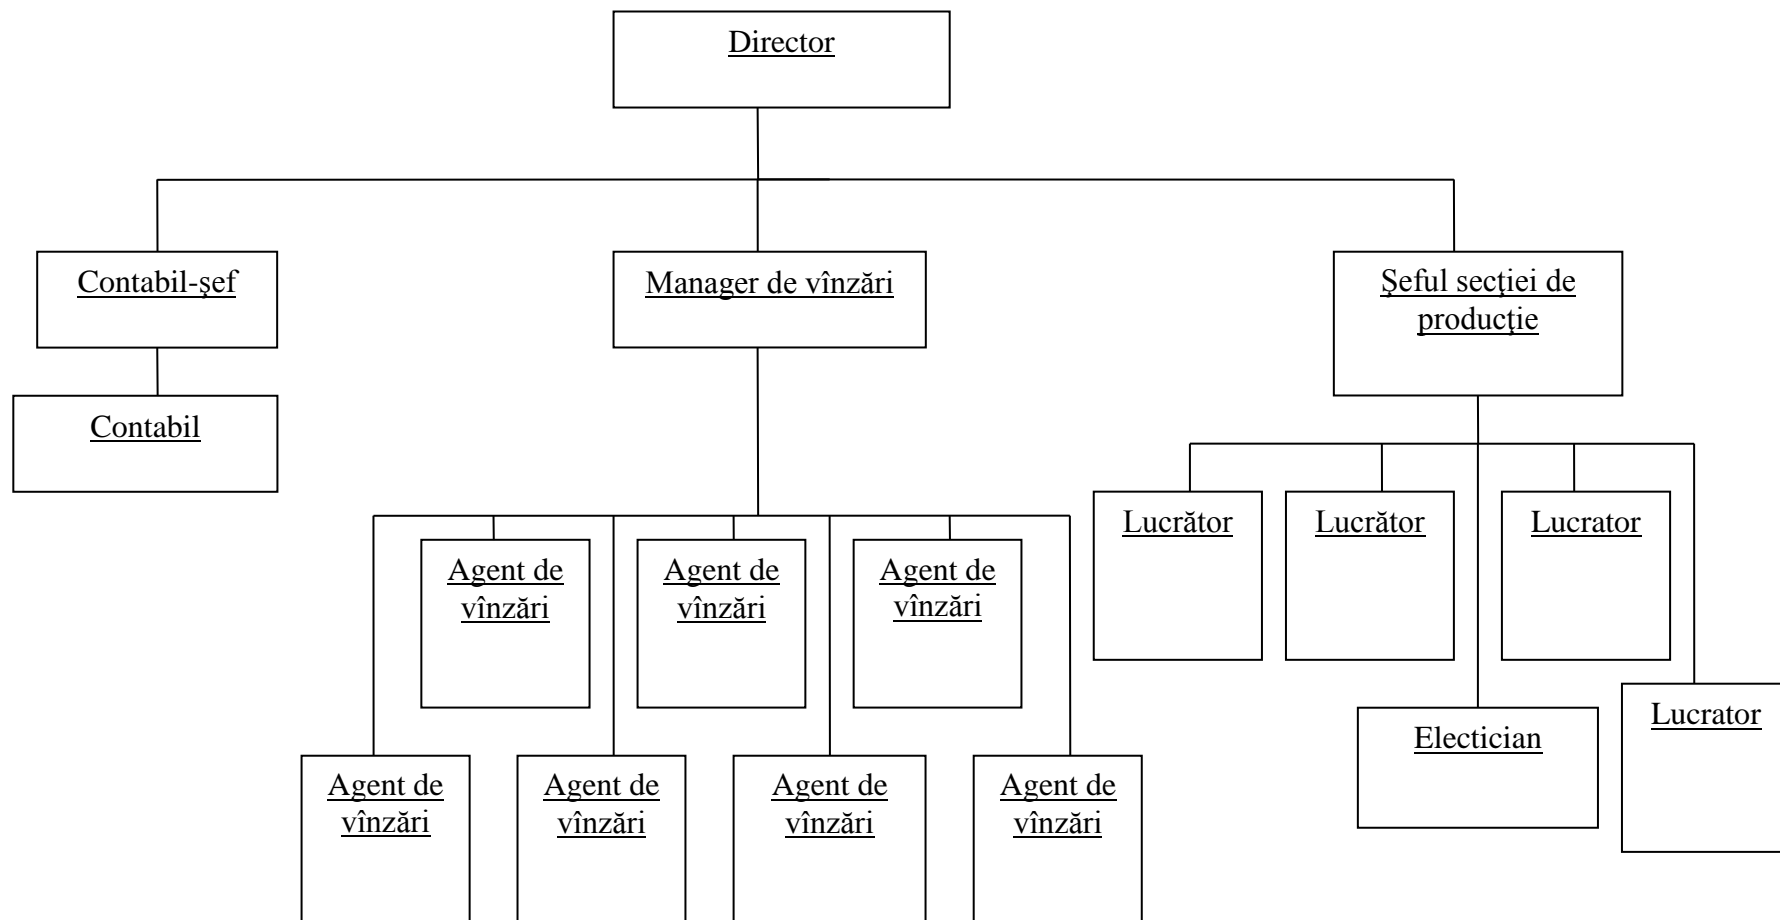 Director
Contabil-şef
Manager de vînzări
Şeful secţiei de
producţie
Contabil
Lucrător
Lucrător
Lucrator
Agent de
vînzări
Agent de
vînzări
Agent de
vînzări
Electician
Lucrator
Agent de
vînzări
Agent de
vînzări
Agent de
vînzări
Agent de
vînzări